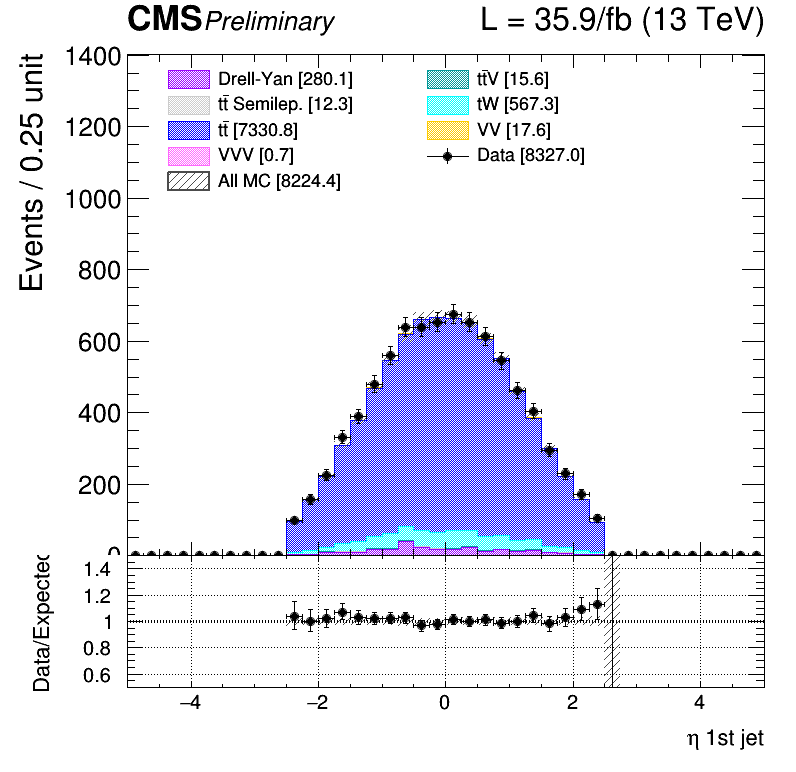 CMS Preliminary L = 35.9/fb (13 TeV)
Events / 0.25 unit
1400
1200
1000
800
600
400
200
0
Drell-Yan [280.1]
tt̄ Semilep. [12.3]
tt̄ [7330.8]
VVV [0.7]
All MC [8224.4]
tt̄V [15.6]
tW [567.3]
VV [17.6]
Data [8327.0]
Data/Expected
1.4
1.2
1
0.8
0.6
−4 −2 0 2 4
η 1st jet